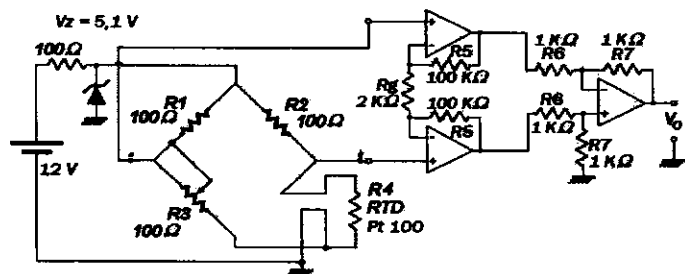 Vz = 5,1 V
100Ω
12 V
R1
100Ω
R2
100Ω
R3
100Ω
R4
RTD
Pt 100
R5
100 KΩ
Rg
2 KΩ
100 KΩ
R5
1 KΩ
R6
1 KΩ
R7
R6
1 KΩ
R7
1 KΩ
Vo